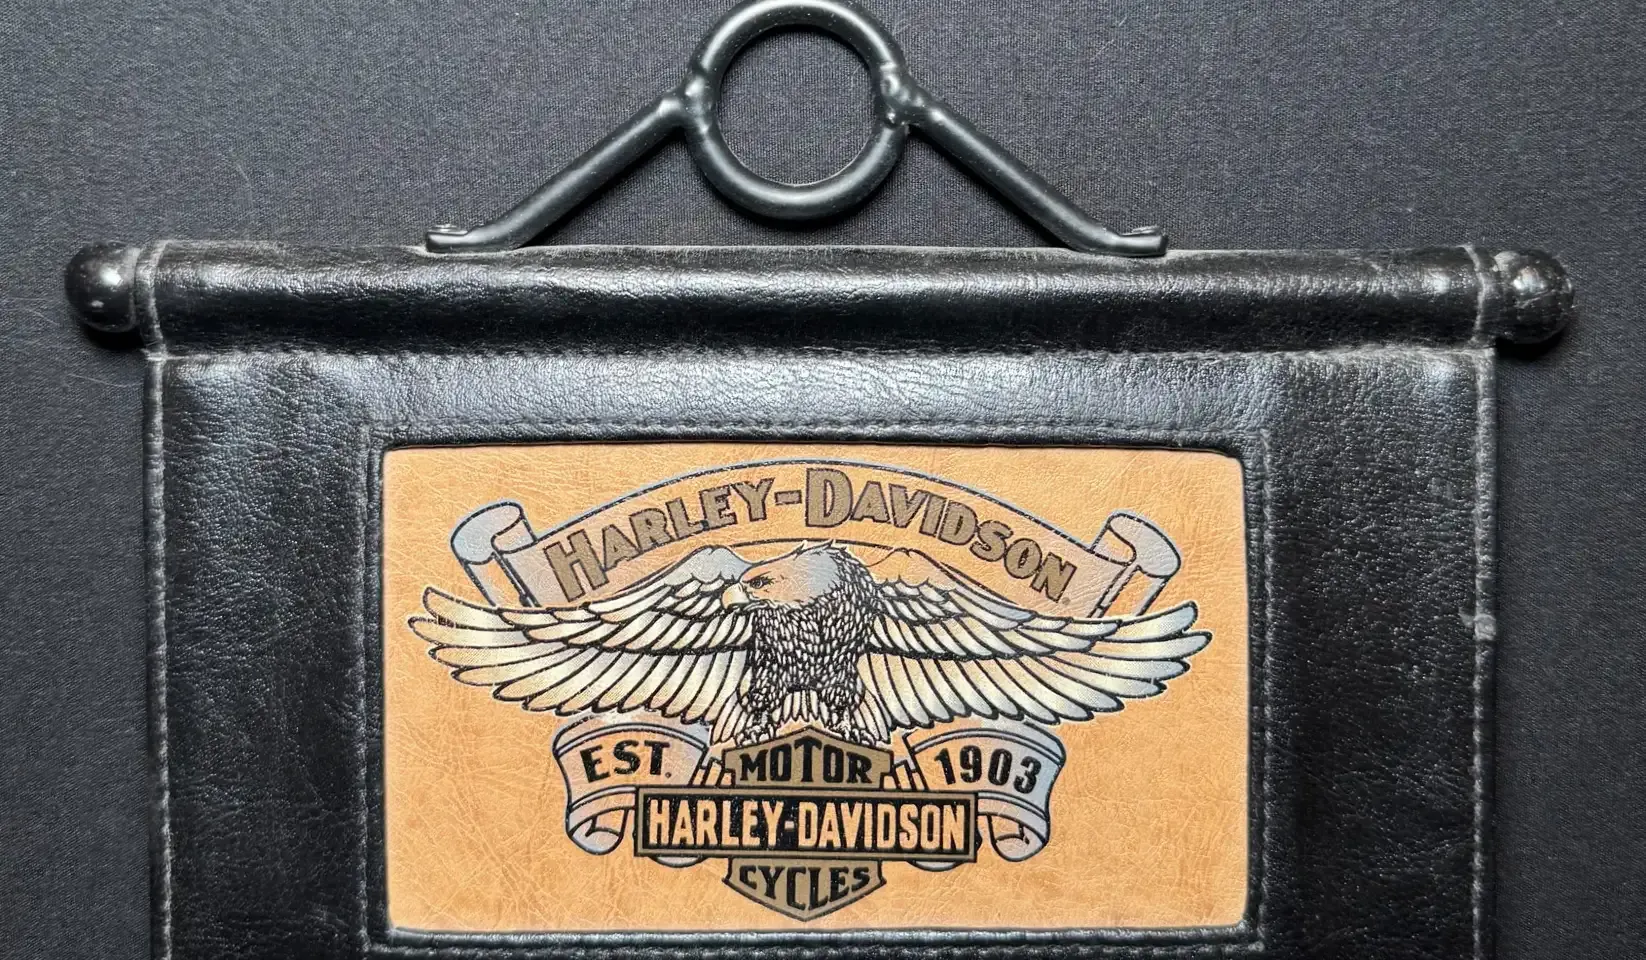 HARLEY-DAVIDSON
EST. 1903
MOTOR
HARLEY-DAVIDSON
CYCLES